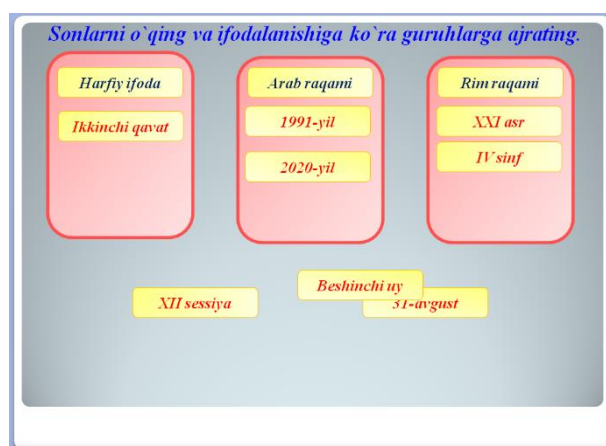 Sonlarni o`qing va ifodalanishiga ko`ra guruhlarga ajrating.
Harfiy ifoda
Ikkinchi qavat
Arab raqami
1991-yil
2020-yil
Rim raqami
XXI asr
IV sinf
Beshinchi uy
XII sessiya
31-avgust